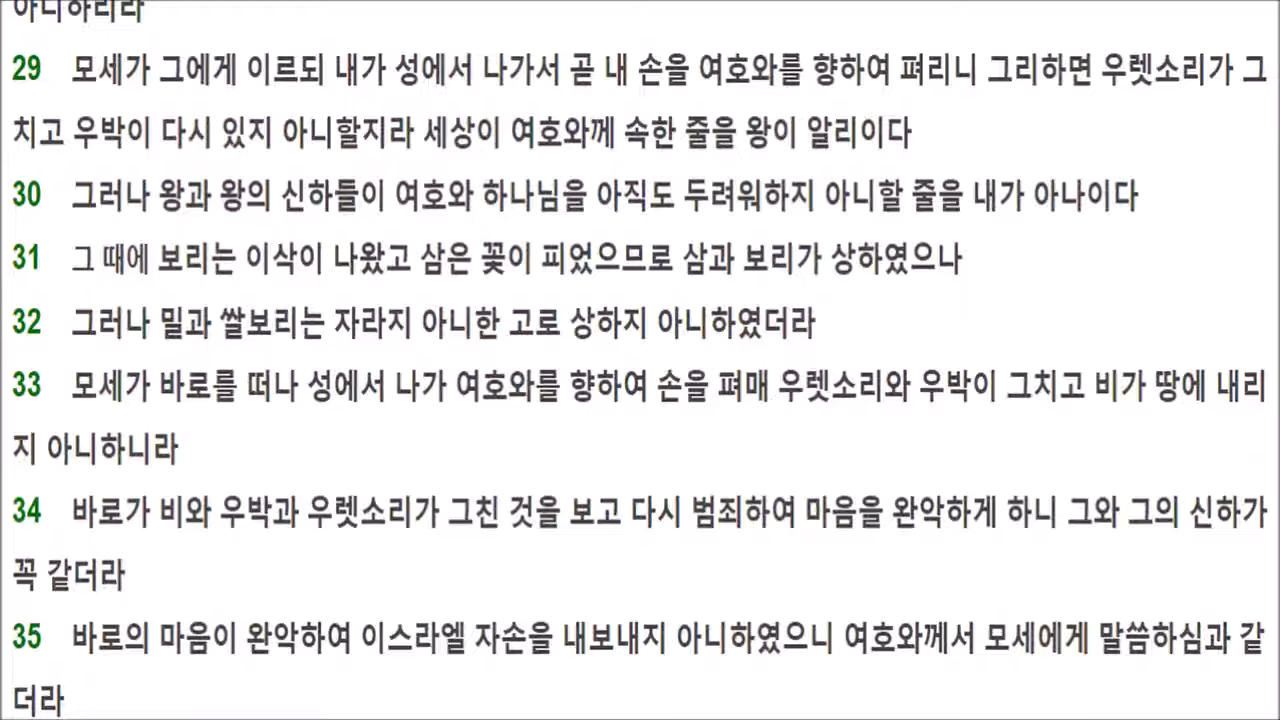 아니하리라
29 모세가 그에게 이르되 내가 성에서 나가서 곧 내 손을 여호와를 향하여 펴리니 그리하면 우렛소리가 그
치고 우박이 다시 있지 아니할지라 세상이 여호와께 속한 줄을 왕이 알리이다
30 그러나 왕과 왕의 신하들이 여호와 하나님을 아직도 두려워하지 아니할 줄을 내가 아나이다
31 그 때에 보리는 이삭이 나왔고 삼은 꽃이 피었으므로 삼과 보리가 상하였으나
32 그러나 밀과 쌀보리는 자라지 아니한 고로 상하지 아니하였더라
33 모세가 바로를 떠나 성에서 나가 여호와를 향하여 손을 펴매 우렛소리와 우박이 그치고 비가 땅에 내리
지 아니하니라
34 바로가 비와 우박과 우렛소리가 그친 것을 보고 다시 범죄하여 마음을 완악하게 하니 그와 그의 신하가
꼭 같더라
35 바로의 마음이 완악하여 이스라엘 자손을 내보내지 아니하였으니 여호와께서 모세에게 말씀하심과 같
더라